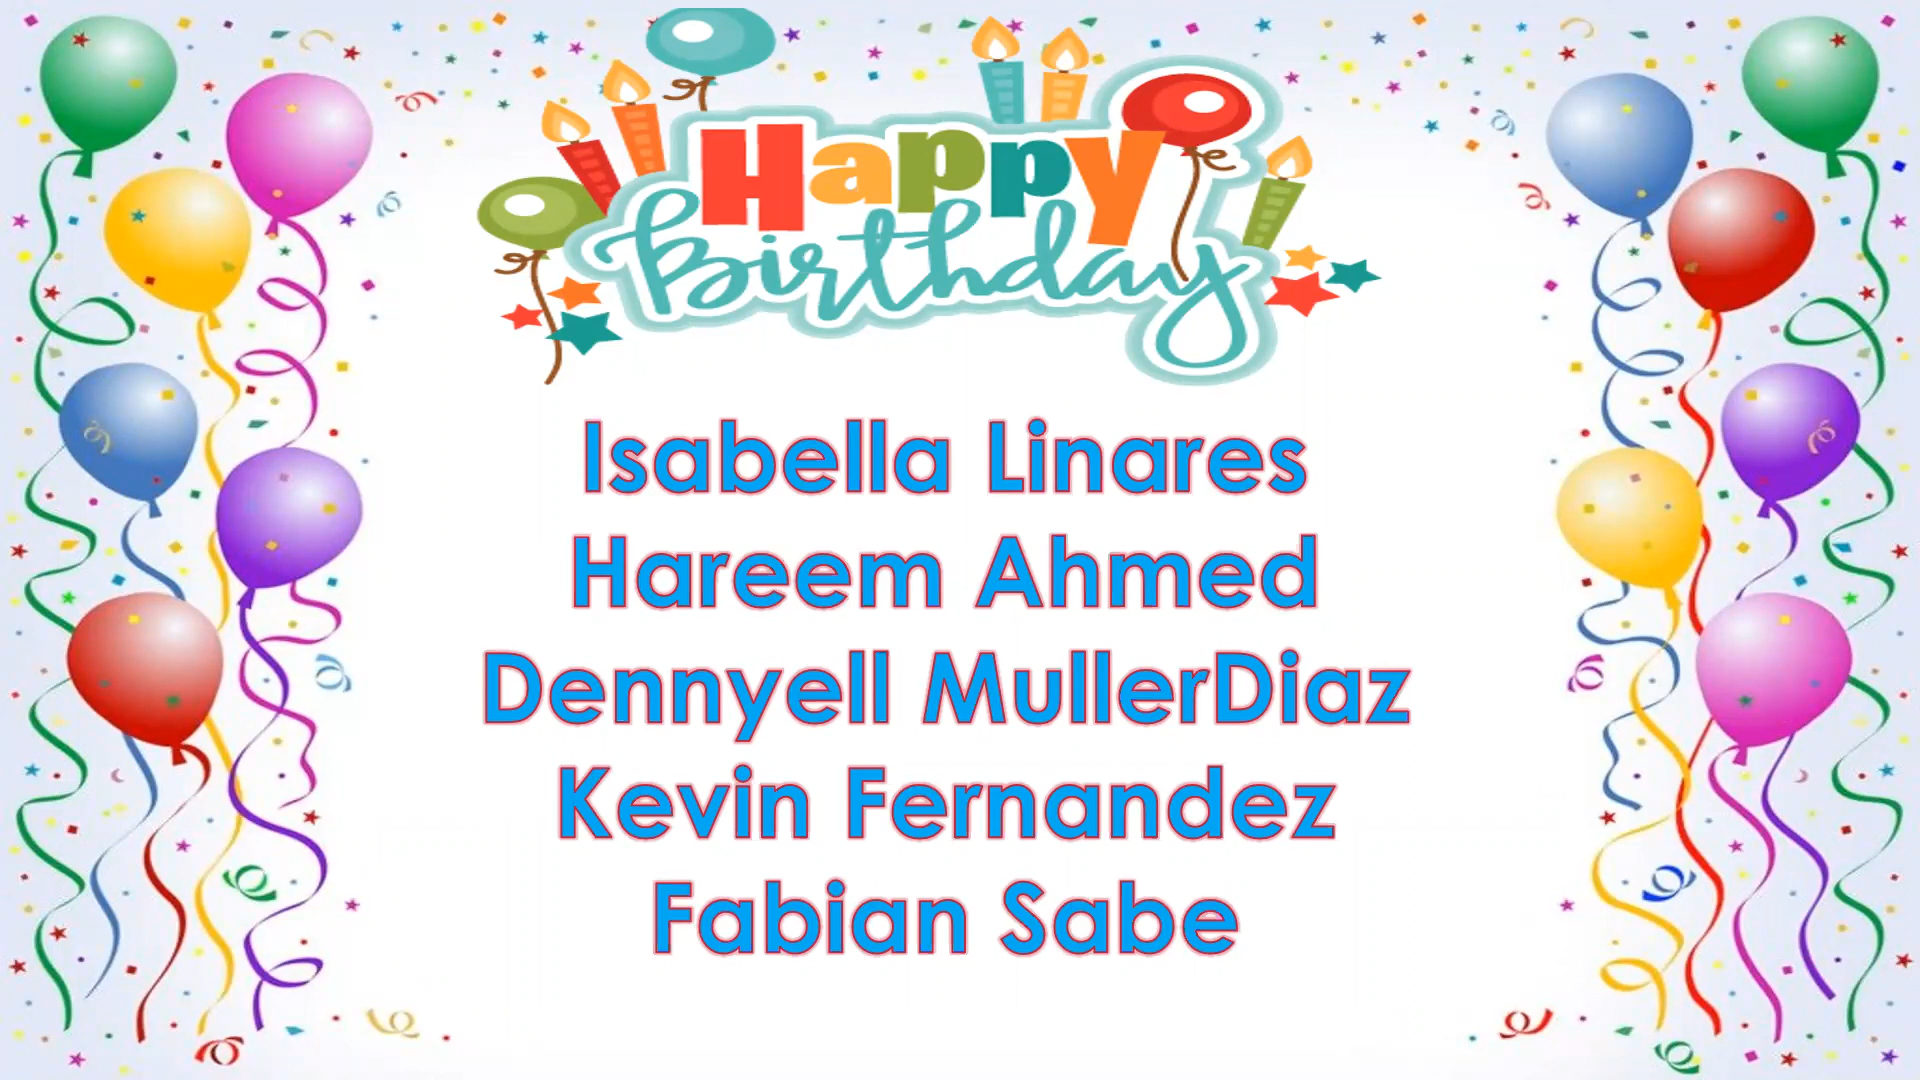 Happy
Birthday
Isabella Linares
Hareem Ahmed
Dennyell MullerDiaz
Kevin Fernandez
Fabian Sabe